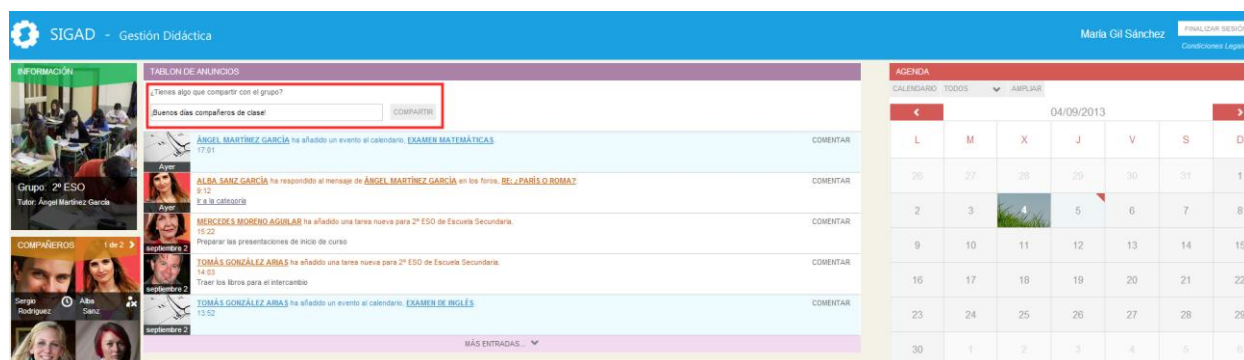 SIGAD - Gestión Didáctica
María Gil Sánchez
FINALIZAR SESIÓN
Condiciones Legales
INFORMACIÓN
Grupo: 2º ESO
Tutor: Ángel Martínez García
COMPAÑEROS 1 de 2
Sergio Rodriguez
Alba Sanz
TABLON DE ANUNCIOS
¿Tienes algo que compartir con el grupo?
¡Buenos días compañeros de clase!
COMPARTIR
ÁNGEL MARTÍNEZ GARCÍA ha añadido un evento al calendario, EXAMEN MATEMÁTICAS.
17:01
COMENTAR
Ayer
ALBA SANZ GARCÍA ha respondido al mensaje de ÁNGEL MARTÍNEZ GARCÍA en los foros, RE: ¿PARÍS O ROMA?
9:12
Ir a la categoría
COMENTAR
Ayer
MERCEDES MORENO AGUILAR ha añadido una tarea nueva para 2º ESO de Escuela Secundaria.
15:22
Preparar las presentaciones de inicio de curso
COMENTAR
septiembre 2
TOMÁS GONZÁLEZ ARIAS ha añadido una tarea nueva para 2º ESO de Escuela Secundaria.
14:03
Traer los libros para el intercambio
COMENTAR
septiembre 2
TOMÁS GONZÁLEZ ARIAS ha añadido un evento al calendario, EXAMEN DE INGLÉS.
13:52
COMENTAR
septiembre 2
MÁS ENTRADAS...
AGENDA
CALENDARIO TODOS AMPLIAR
04/09/2013
L M X J V S D
26 27 28 29 30 31 1
2 3 4 5 6 7 8
9 10 11 12 13 14 15
16 17 18 19 20 21 22
23 24 25 26 27 28 29
30 1 2 3 4 5 6